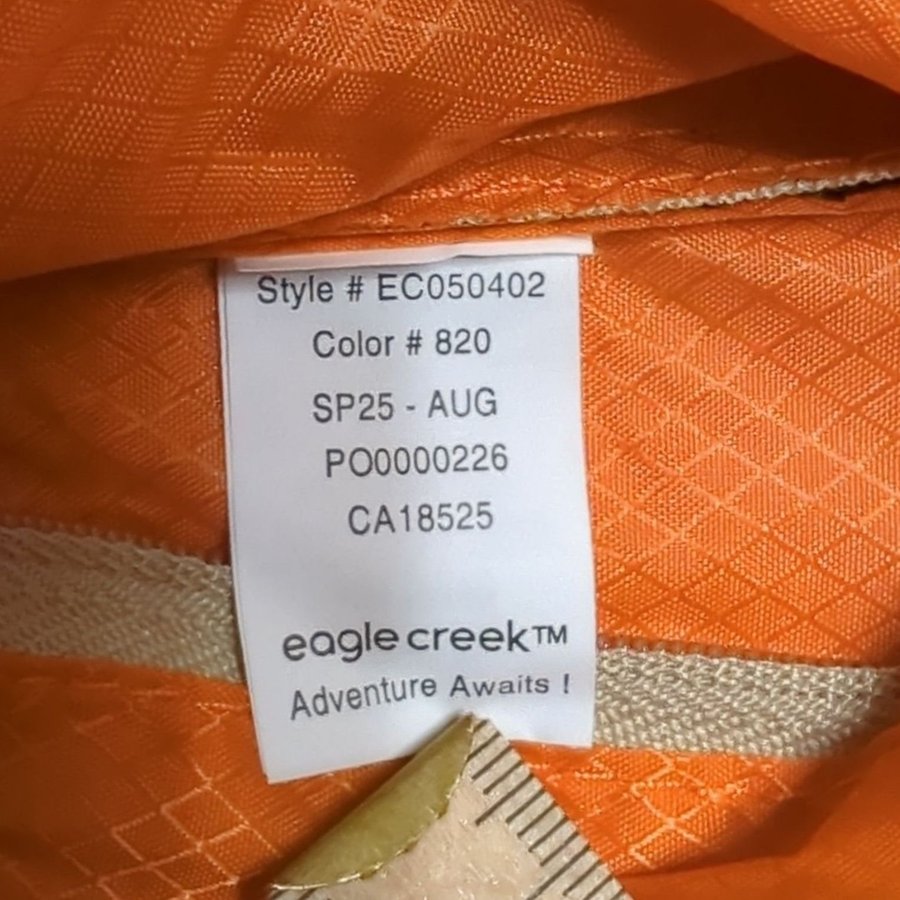 Style # EC050402
Color # 820
SP25 - AUG
PO0000226
CA18525
eagle creek™
Adventure Awaits !